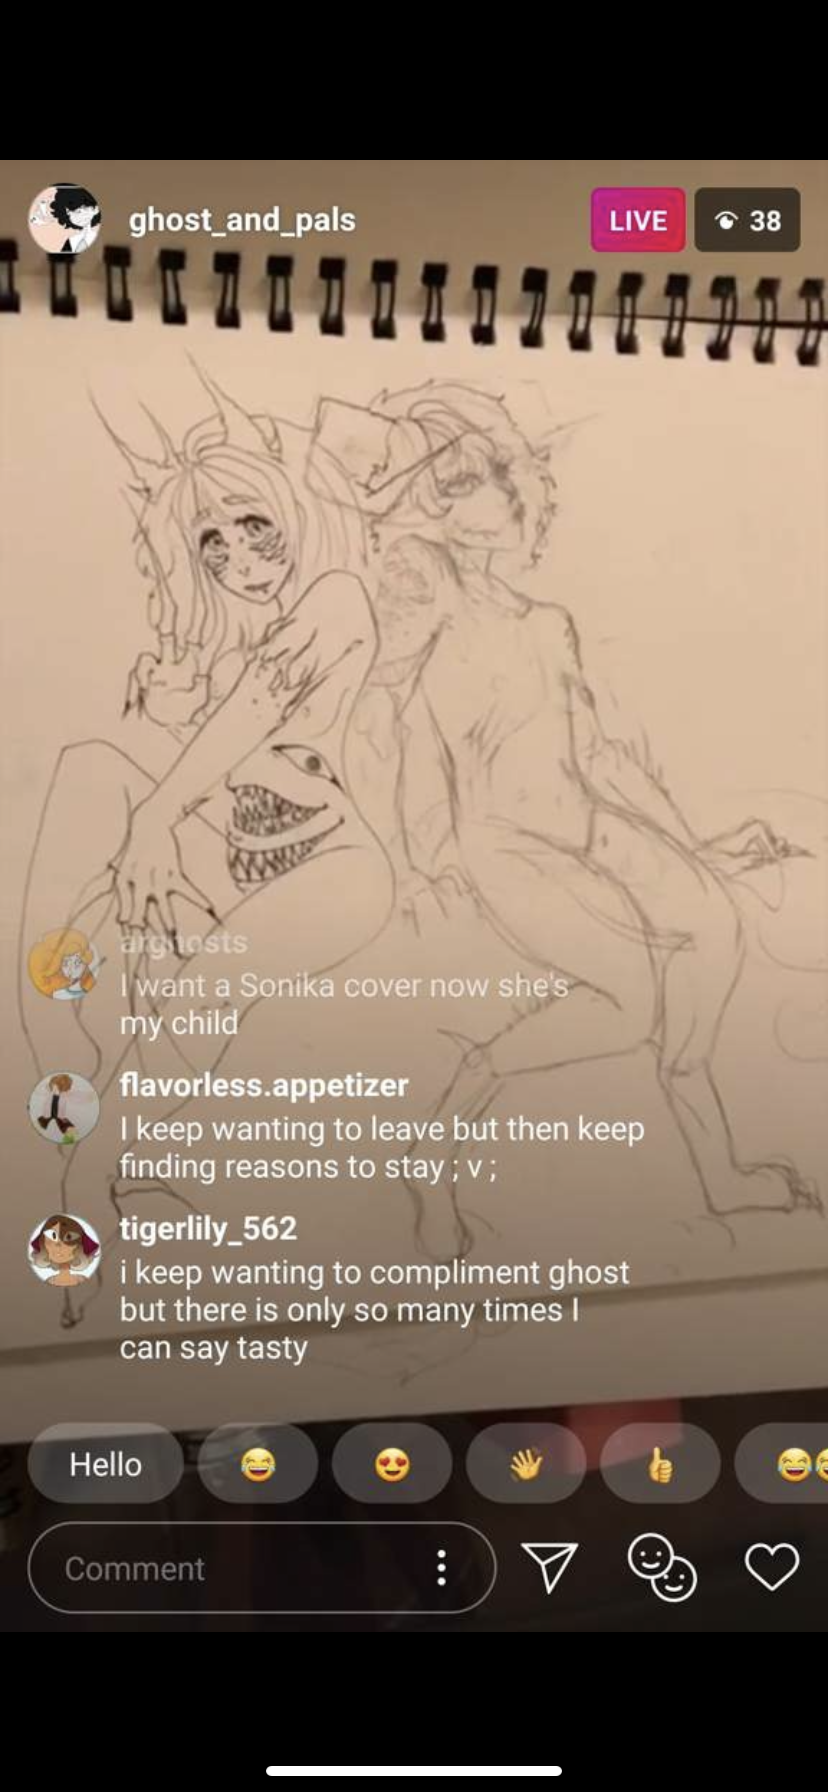 ghost_and_pals
LIVE
38
arghosts
I want a Sonika cover now she's
my child
flavorless.appetizer
I keep wanting to leave but then keep
finding reasons to stay ; v ;
tigerlily_562
i keep wanting to compliment ghost
but there is only so many times I
can say tasty
Hello
Comment